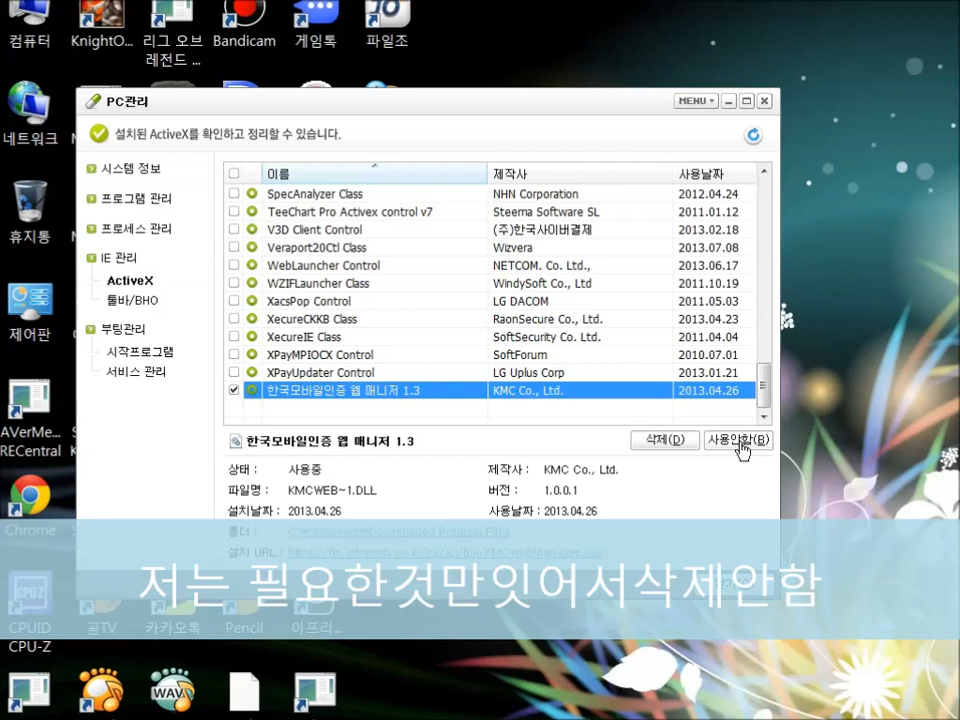 컴퓨터
KnightO...
리그 오브
레전드 ...
Bandicam
게임톡
파일조
네트워크
휴지통
제어판
AVerMe...
RECentral
Chrome
CPUID
CPU-Z
곰TV
카카오톡
Pencil
아프리...
PC관리
MENU
설치된 ActiveX를 확인하고 정리할 수 있습니다.
시스템 정보
프로그램 관리
프로세스 관리
IE 관리
ActiveX
툴바/BHO
부팅관리
시작프로그램
서비스 관리
이름 제작사 사용날짜
SpecAnalyzer Class NHN Corporation 2012.04.24
TeeChart Pro Activex control v7 Steema Software SL 2011.01.12
V3D Client Control (주)한국사이버결제 2013.02.18
Veraport20Ctl Class Wizvera 2013.07.08
WebLauncher Control NETCOM. Co. Ltd., 2013.06.17
WZIFLauncher Class WindySoft Co., Ltd 2011.10.19
XacsPop Control LG DACOM 2011.05.03
XecureCKKB Class RaonSecure Co., Ltd. 2013.04.23
XecureIE Class SoftSecurity Co. Ltd. 2011.04.04
XPayMPIOCX Control SoftForum 2010.07.01
XPayUpdater Control LG Uplus Corp 2013.01.21
한국모바일인증 웹 매니저 1.3 KMC Co., Ltd. 2013.04.26
한국모바일인증 웹 매니저 1.3
삭제(D) 사용안함(B)
상태 : 사용중 제작사 : KMC Co., Ltd.
파일명 : KMCWEB~1.DLL 버전 : 1.0.0.1
설치날짜 : 2013.04.26 사용날짜 : 2013.04.26
폴더 : C:\Windows\Downloaded Program Files
설치 URL :
저는 필요한것만잇어서삭제안함
WAV